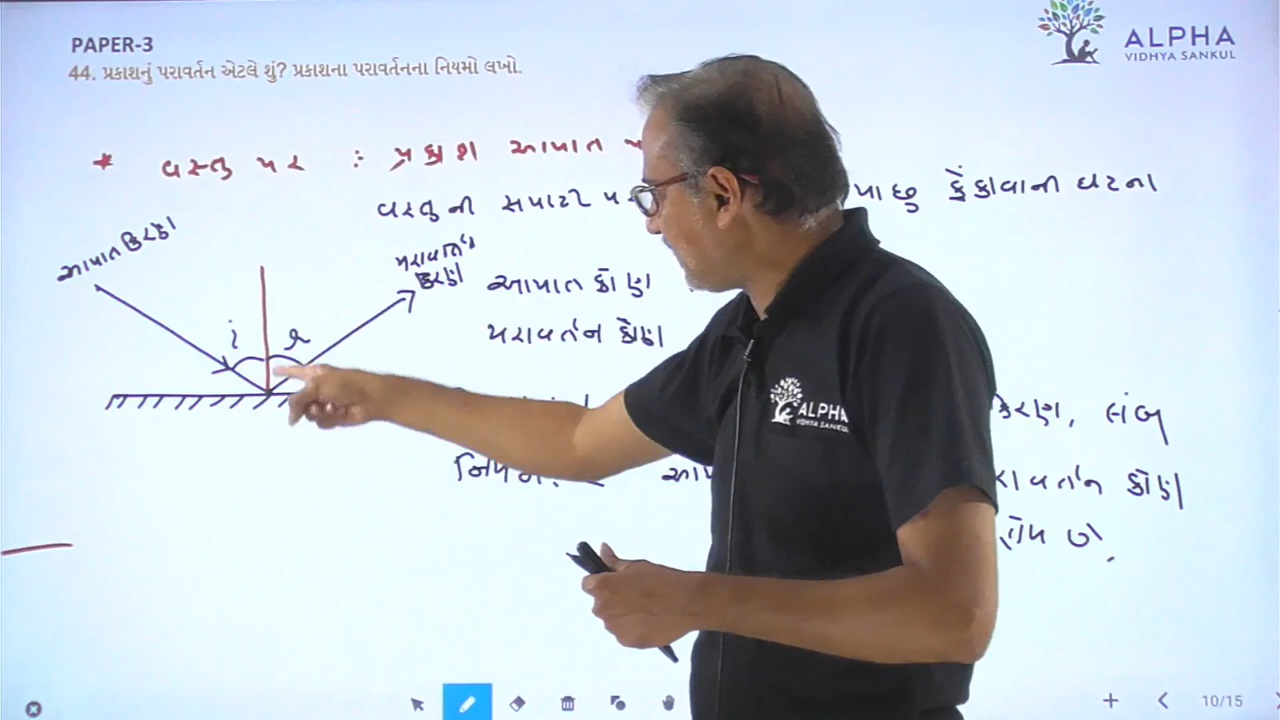 PAPER-3
44. પ્રકાશનું પરાવર્તન એટલે શું? પ્રકાશના પરાવર્તનના નિયમો લખો.
ALPHA
VIDHYA SANKUL
* વસ્તુ પર : પ્રકાશ આપાત
વસ્તુની સપાટી પર પાછુ ફેંકાવાની ઘટના
આપાતકિરણ
પરાવર્તિત
કિરણ
i r
આપાત કોણ
પરાવર્તન કોણ
કિરણ, લંબ
પરાવર્તન કોણ
હોય છે.
ALPHA
VIDHYA SANKUL
10/15